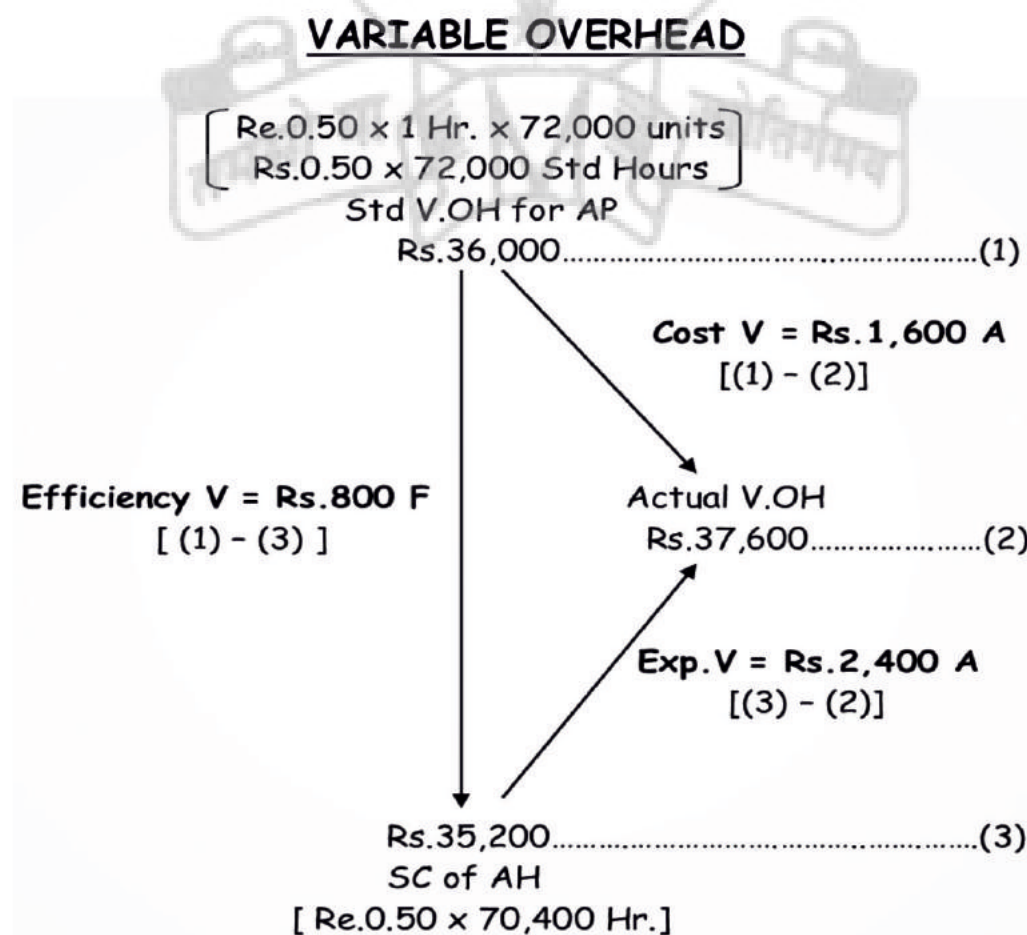 VARIABLE OVERHEAD
Re.0.50 x 1 Hr. x 72,000 units
Rs.0.50 x 72,000 Std Hours
Std V.OH for AP
Rs.36,000..........................................................(1)
Cost V = Rs.1,600 A
[(1) - (2)]
Efficiency V = Rs.800 F
[ (1) - (3) ]
Actual V.OH
Rs.37,600.......................(2)
Exp.V = Rs.2,400 A
[(3) - (2)]
Rs.35,200..........................................................(3)
SC of AH
[ Re.0.50 x 70,400 Hr.]